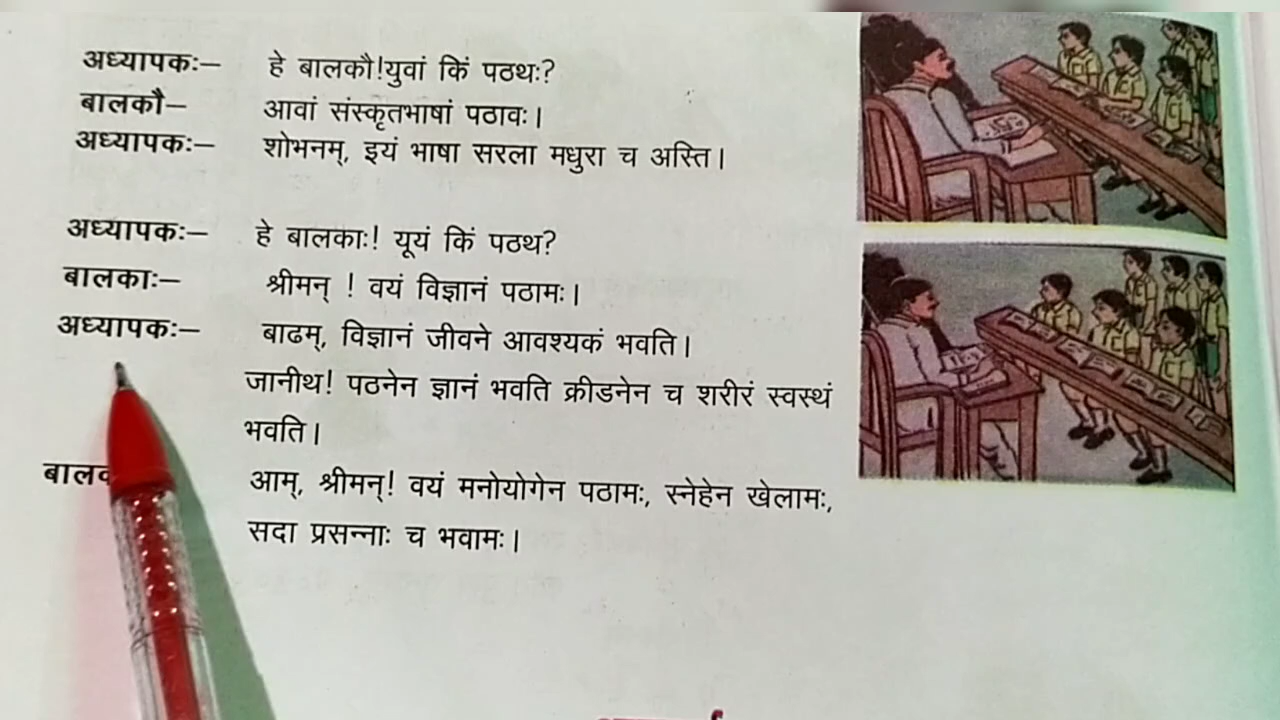 अध्यापकः– हे बालकौ!युवां किं पठथः?
बालकौ– आवां संस्कृतभाषां पठावः।
अध्यापकः– शोभनम्, इयं भाषा सरला मधुरा च अस्ति।
अध्यापकः– हे बालकाः! यूयं किं पठथ?
बालकाः– श्रीमन् ! वयं विज्ञानं पठामः।
अध्यापकः– बाढम्, विज्ञानं जीवने आवश्यकं भवति।
जानीथ! पठनेन ज्ञानं भवति क्रीडनेन च शरीरं स्वस्थं
भवति।
आम्, श्रीमन्! वयं मनोयोगेन पठामः, स्नेहेन खेलामः,
सदा प्रसन्नाः च भवामः।